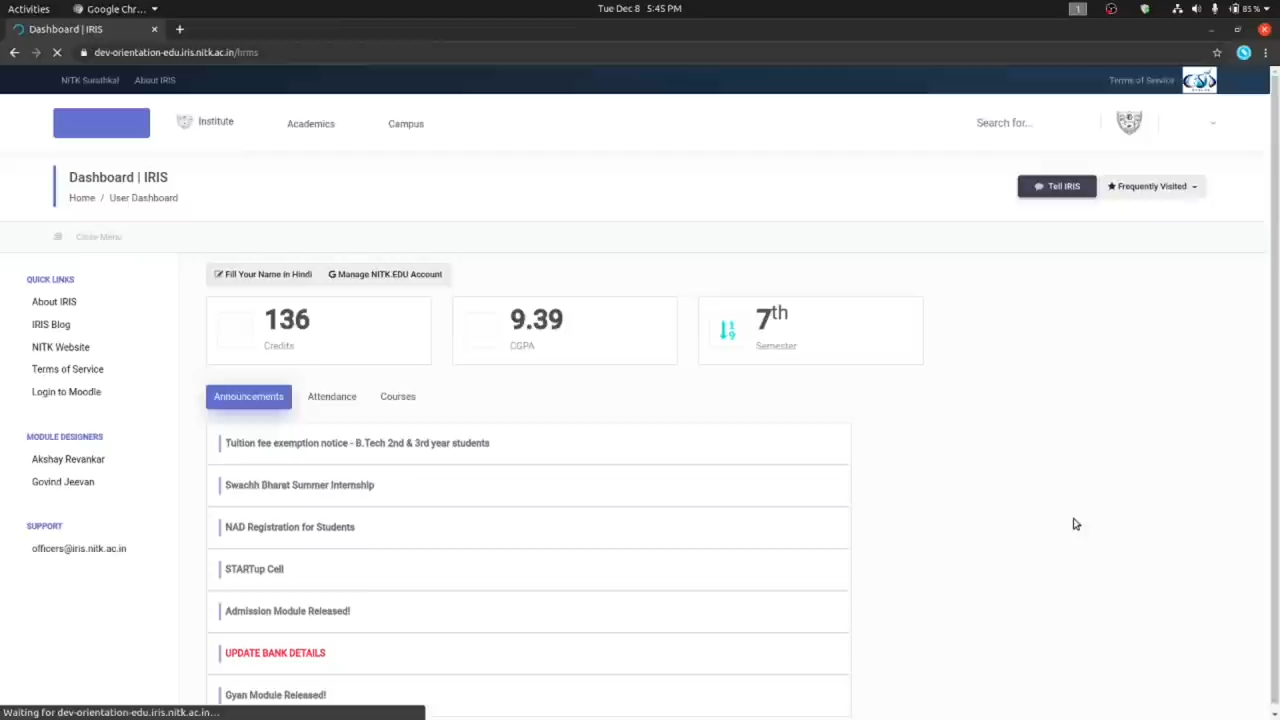 Activities Google Chr... Tue Dec 8 5:45 PM 1 85%
Dashboard | IRIS
dev-orientation-edu.iris.nitk.ac.in/hrms
NITK Surathkal About IRIS Terms of Service
Institute Academics Campus Search for...
Dashboard | IRIS
Home / User Dashboard
Tell IRIS Frequently Visited
Close Menu
QUICK LINKS
About IRIS
IRIS Blog
NITK Website
Terms of Service
Login to Moodle
MODULE DESIGNERS
Akshay Revankar
Govind Jeevan
SUPPORT
officers@iris.nitk.ac.in
Fill Your Name in Hindi G Manage NITK.EDU Account
136
Credits
9.39
CGPA
7th
Semester
Announcements Attendance Courses
Tuition fee exemption notice - B.Tech 2nd & 3rd year students
Swachh Bharat Summer Internship
NAD Registration for Students
STARTup Cell
Admission Module Released!
UPDATE BANK DETAILS
Gyan Module Released!
Waiting for dev-orientation-edu.iris.nitk.ac.in...